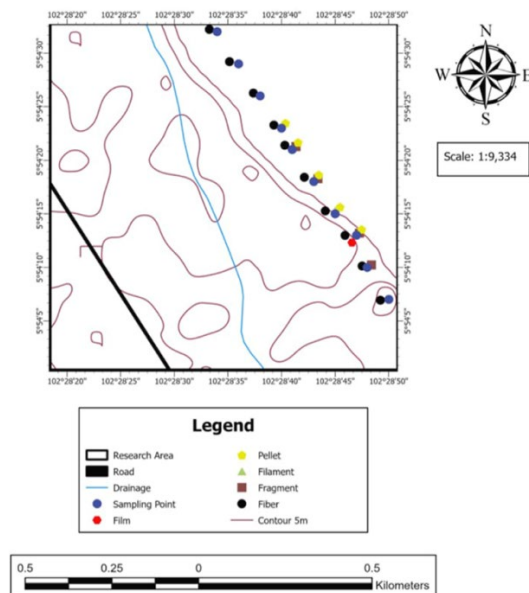 102°28'20" 102°28'25" 102°28'30" 102°28'35" 102°28'40" 102°28'45" 102°28'50"
5°54'30"
5°54'25"
5°54'20"
5°54'15"
5°54'10"
5°54'5"
102°28'20" 102°28'25" 102°28'30" 102°28'35" 102°28'40" 102°28'45" 102°28'50"
5°54'30"
5°54'25"
5°54'20"
5°54'15"
5°54'10"
5°54'5"
N
W E
S
Scale: 1:9,334
Legend
Research Area Pellet
Road Filament
Drainage Fragment
Sampling Point Fiber
Film Contour 5m
0.5 0.25 0 0.5
Kilometers